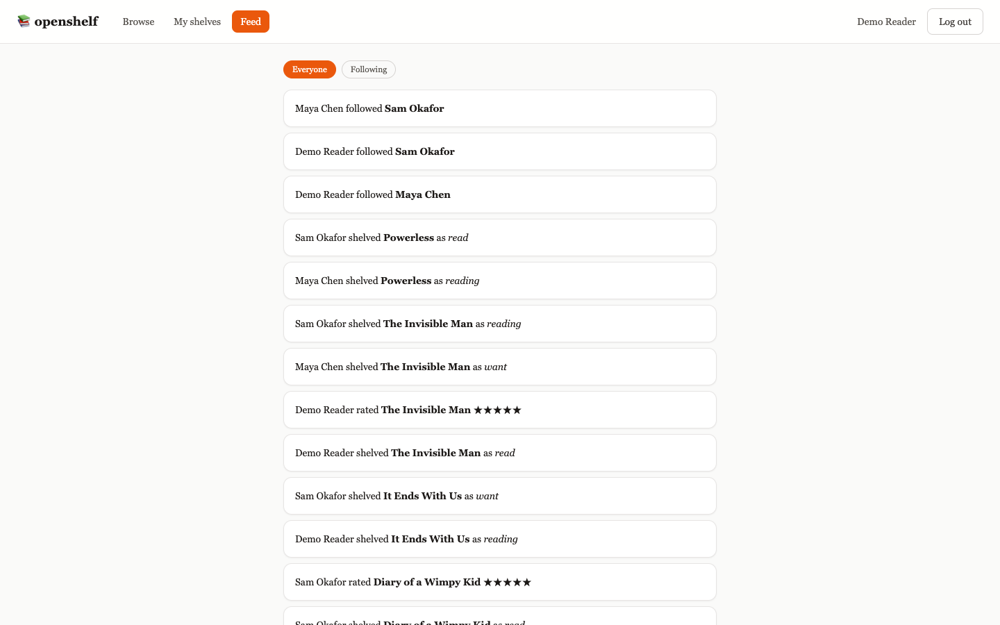 openshelf
Browse
My shelves
Feed
Demo Reader
Log out
Everyone
Following
Maya Chen followed Sam Okafor
Demo Reader followed Sam Okafor
Demo Reader followed Maya Chen
Sam Okafor shelved Powerless as read
Maya Chen shelved Powerless as reading
Sam Okafor shelved The Invisible Man as reading
Maya Chen shelved The Invisible Man as want
Demo Reader rated The Invisible Man ★★★★★
Demo Reader shelved The Invisible Man as read
Sam Okafor shelved It Ends With Us as want
Demo Reader shelved It Ends With Us as reading
Sam Okafor rated Diary of a Wimpy Kid ★★★★★
Sam Okafor shelved Diary of a Wimpy Kid as read